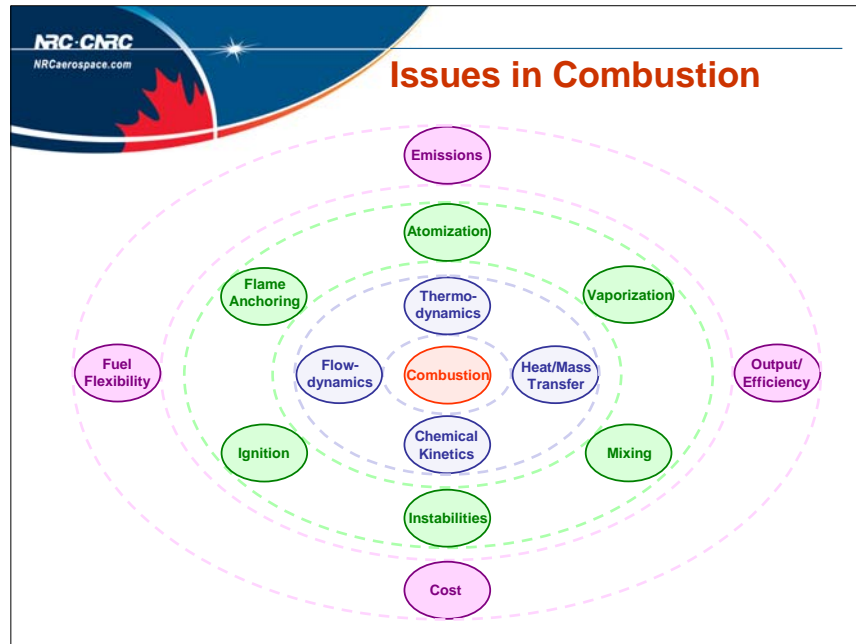 NRC·CNRC
NRCaerospace.com
Issues in Combustion
Emissions
Atomization
Flame
Anchoring
Thermo-
dynamics
Vaporization
Fuel
Flexibility
Flow-
dynamics
Combustion
Heat/Mass
Transfer
Output/
Efficiency
Chemical
Kinetics
Ignition
Mixing
Instabilities
Cost